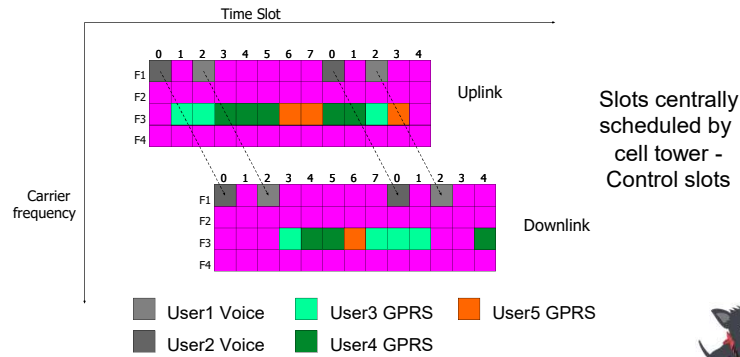 Time Slot
0 1 2 3 4 5 6 7 0 1 2 3 4
F1
F2
F3
F4
Uplink
Slots centrally
scheduled by
cell tower -
Control slots
Carrier
frequency
0 1 2 3 4 5 6 7 0 1 2 3 4
F1
F2
F3
F4
Downlink
User1 Voice User3 GPRS User5 GPRS
User2 Voice User4 GPRS